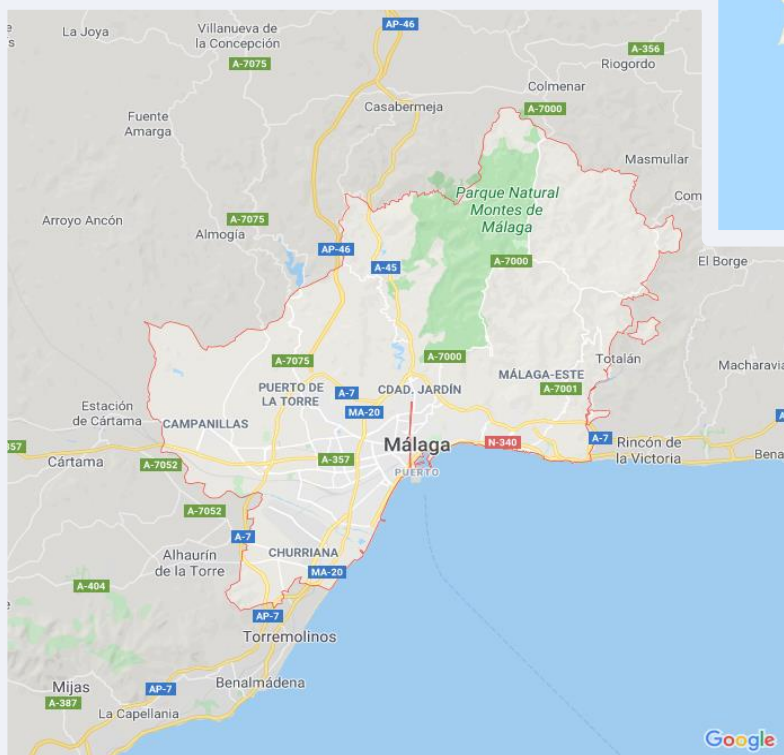 AP-46
La Joya
Villanueva de
la Concepción
A-7075
A-356
Riogordo
Colmenar
Fuente
Amarga
Casabermeja
A-7000
Masmullar
Com
Parque Natural
Montes de
Málaga
Arroyo Ancón
A-7075
Almogía
AP-46
A-45
A-7000
El Borge
A-7075
A-7000
Totalán
PUERTO DE
LA TORRE
A-7
CDAD. JARDÍN
MÁLAGA-ESTE
A-7001
Macharavia
MA-20
Estación
de Cártama
CAMPANILLAS
357
Cártama
A-7052
A-357
Málaga
PUERTO
N-340
A-7
Rincón de
la Victoria
A-7052
A-7
Alhaurín
de la Torre
CHURRIANA
MA-20
A-404
AP-7
Torremolinos
Mijas
AP-7
Benalmádena
A-387
La Capellania
Google